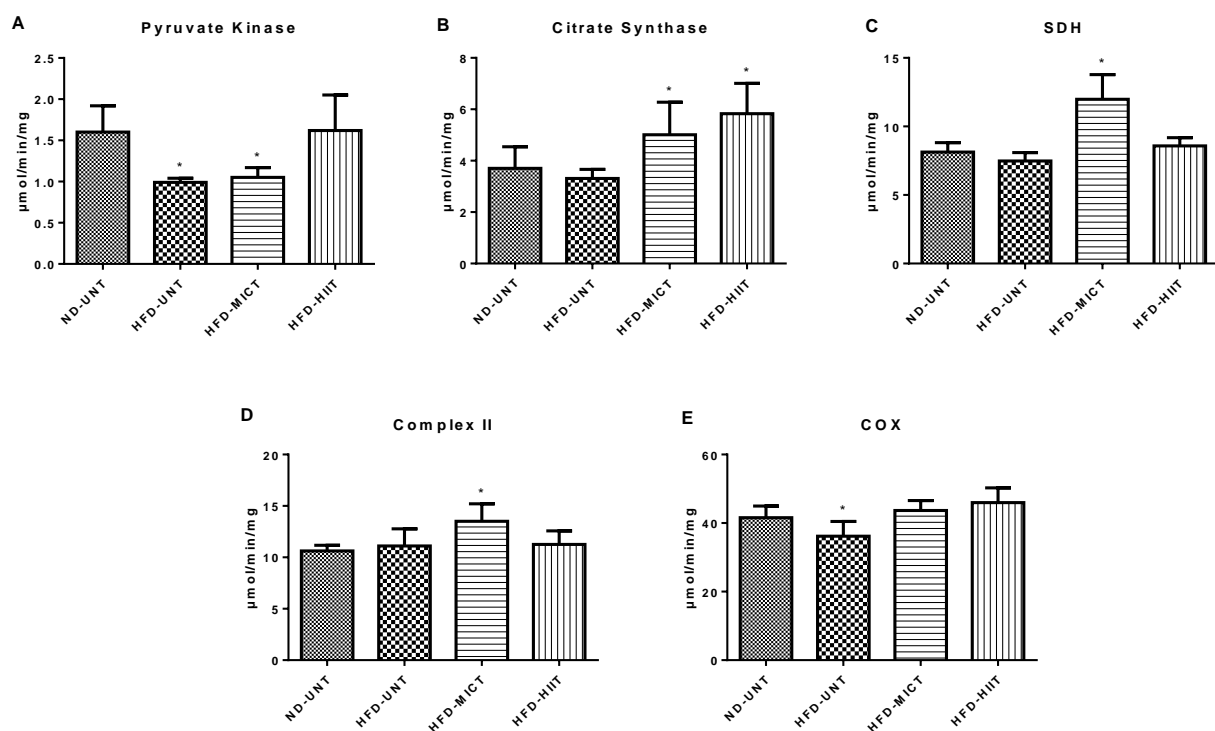 A
Pyruvate Kinase
µmol/min/mg
2.5
2.0
1.5
1.0
0.5
0.0
*
*
ND-UNT
HFD-UNT
HFD-MICT
HFD-HIIT
B
Citrate Synthase
µmol/min/mg
8
6
4
2
0
*
*
ND-UNT
HFD-UNT
HFD-MICT
HFD-HIIT
C
SDH
µmol/min/mg
15
10
5
0
*
ND-UNT
HFD-UNT
HFD-MICT
HFD-HIIT
D
Complex II
µmol/min/mg
20
15
10
5
0
*
ND-UNT
HFD-UNT
HFD-MICT
HFD-HIIT
E
COX
µmol/min/mg
60
40
20
0
*
ND-UNT
HFD-UNT
HFD-MICT
HFD-HIIT